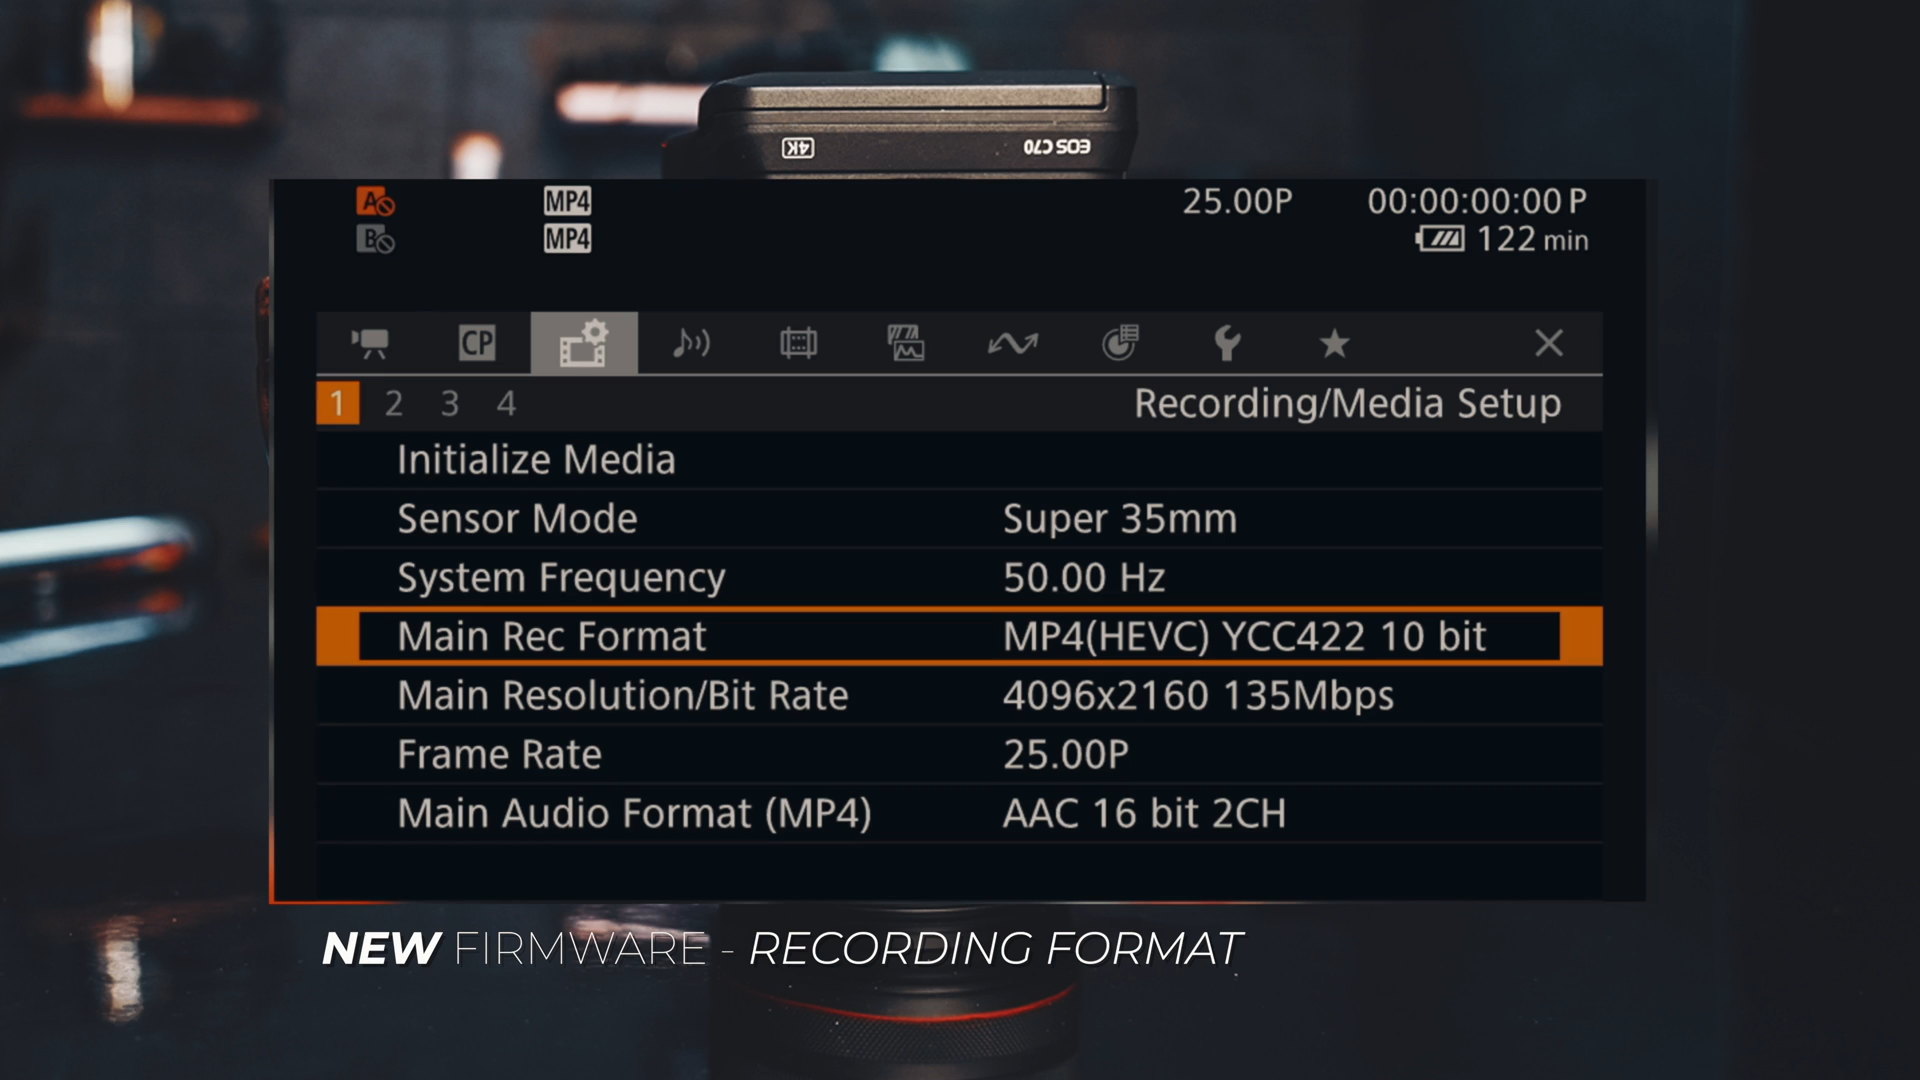 4K
EOS C70
A MP4 25.00P 00:00:00:00 P
B MP4 122 min
CP
1 2 3 4 Recording/Media Setup
Initialize Media
Sensor Mode Super 35mm
System Frequency 50.00 Hz
Main Rec Format MP4(HEVC) YCC422 10 bit
Main Resolution/Bit Rate 4096x2160 135Mbps
Frame Rate 25.00P
Main Audio Format (MP4) AAC 16 bit 2CH
NEW FIRMWARE - RECORDING FORMAT